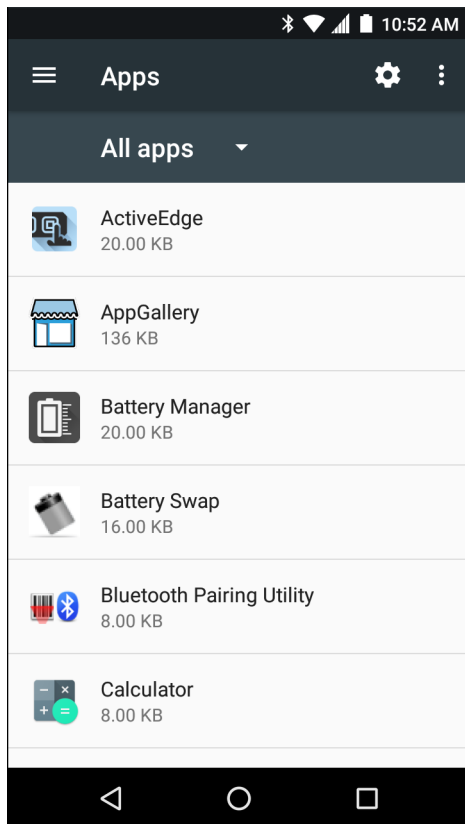 10:52 AM
Apps
All apps
ActiveEdge
20.00 KB
AppGallery
136 KB
Battery Manager
20.00 KB
Battery Swap
16.00 KB
Bluetooth Pairing Utility
8.00 KB
Calculator
8.00 KB